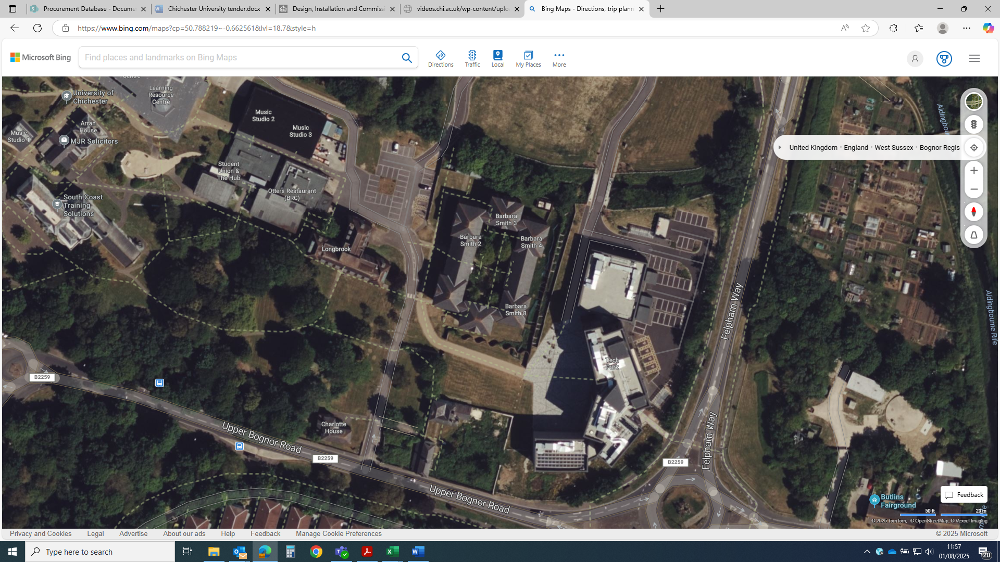 Procurement Database - Docume
Chichester University tender.docx
Design, Installation and Commissi
videos.chi.ac.uk/wp-content/uplo
Bing Maps - Directions, trip plann
https://www.bing.com/maps?cp=50.788219~-0.662561&lvl=18.7&style=h
Microsoft Bing
Find places and landmarks on Bing Maps
Directions
Traffic
Local
My Places
More
Centre
Learning
Resource
Centre
University of
Chichester
Music
Studio 2
Music
Studio 3
Arran
House
Music
Studio 1
MJR Solicitors
United Kingdom • England • West Sussex • Bognor Regis
Student
Union &
The Hub
Otters Restaurant
(BRC)
South Coast
Training
Solutions
Longbrook
Barbara
Smith 3
Barbara
Smith 2
Barbara
Smith 4
Barbara
Smith 8
Felpham Way
Aldingbourne Rife
Tech
Park
B2259
Upper Bognor Road
Charlotte
House
B2259
Felpham Way
B2259
Upper Bognor Road
Butlins
Fairground
Feedback
50 ft
20 m
© 2025 TomTom, © OpenStreetMap, © Vexcel Imaging
Privacy and Cookies
Legal
Advertise
About our ads
Help
Feedback
Manage Cookie Preferences
© 2025 Microsoft
Type here to search
11:57
01/08/2025
20